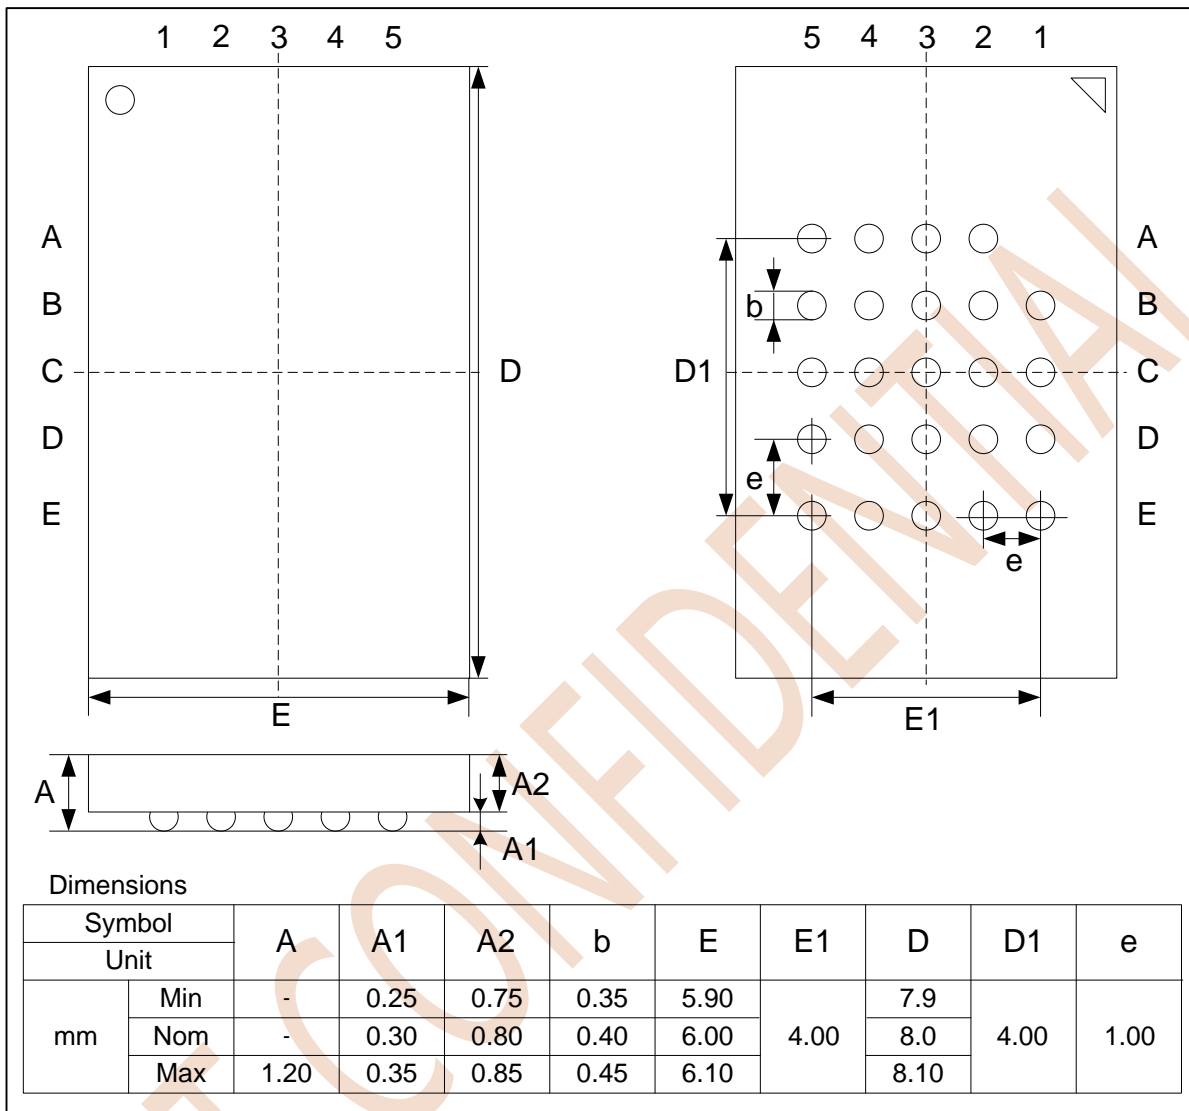 1 2 3 4 5
5 4 3 2 1
A
B
C
D
E
D
E
A
B
C
D
E
b
D1
e
e
E1
A
A2
A1
Dimensions
Symbol A A1 A2 b E E1 D D1 e
Unit
mm
Min - 0.25 0.75 0.35 5.90 7.9
Nom - 0.30 0.80 0.40 6.00 4.00 8.0 4.00 1.00
Max 1.20 0.35 0.85 0.45 6.10 8.10
T CONFIDENTIAL